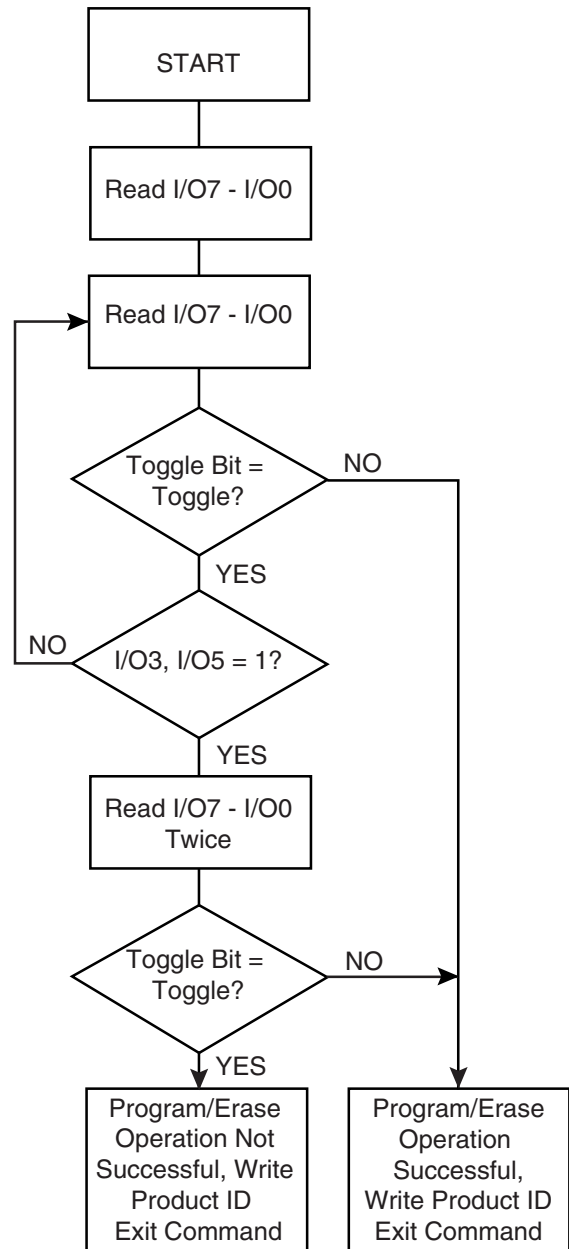 START
Read I/O7 - I/O0
Read I/O7 - I/O0
Toggle Bit =
Toggle?
NO
YES
NO
I/O3, I/O5 = 1?
YES
Read I/O7 - I/O0
Twice
Toggle Bit =
Toggle?
NO
YES
Program/Erase
Operation Not
Successful, Write
Product ID
Exit Command
Program/Erase
Operation
Successful,
Write Product ID
Exit Command